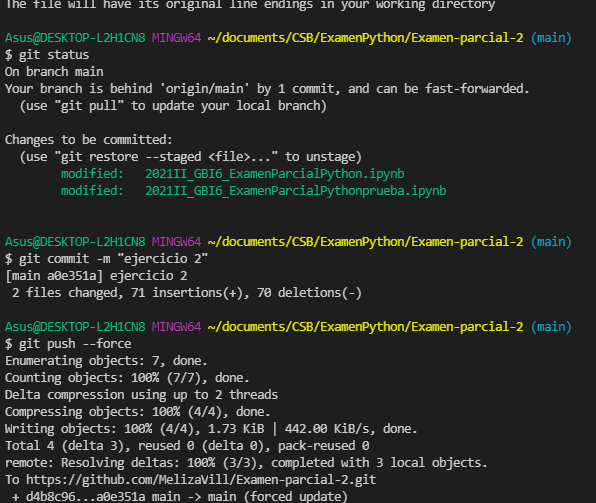 The file will have its original line endings in your working directory
Asus@DESKTOP-L2H1CN8 MINGW64 ~/documents/CSB/ExamenPython/Examen-parcial-2 (main)
$ git status
On branch main
Your branch is behind 'origin/main' by 1 commit, and can be fast-forwarded.
  (use "git pull" to update your local branch)
Changes to be committed:
  (use "git restore --staged <file>..." to unstage)
        modified:   2021II_GBI6_ExamenParcialPython.ipynb
        modified:   2021II_GBI6_ExamenParcialPythonprueba.ipynb
Asus@DESKTOP-L2H1CN8 MINGW64 ~/documents/CSB/ExamenPython/Examen-parcial-2 (main)
$ git commit -m "ejercicio 2"
[main a0e351a] ejercicio 2
 2 files changed, 71 insertions(+), 70 deletions(-)
Asus@DESKTOP-L2H1CN8 MINGW64 ~/documents/CSB/ExamenPython/Examen-parcial-2 (main)
$ git push --force
Enumerating objects: 7, done.
Counting objects: 100% (7/7), done.
Delta compression using up to 2 threads
Compressing objects: 100% (4/4), done.
Writing objects: 100% (4/4), 1.73 KiB | 442.00 KiB/s, done.
Total 4 (delta 3), reused 0 (delta 0), pack-reused 0
remote: Resolving deltas: 100% (3/3), completed with 3 local objects.
To https://github.com/MelizaVill/Examen-parcial-2.git
 + d4b8c96...a0e351a main -> main (forced update)